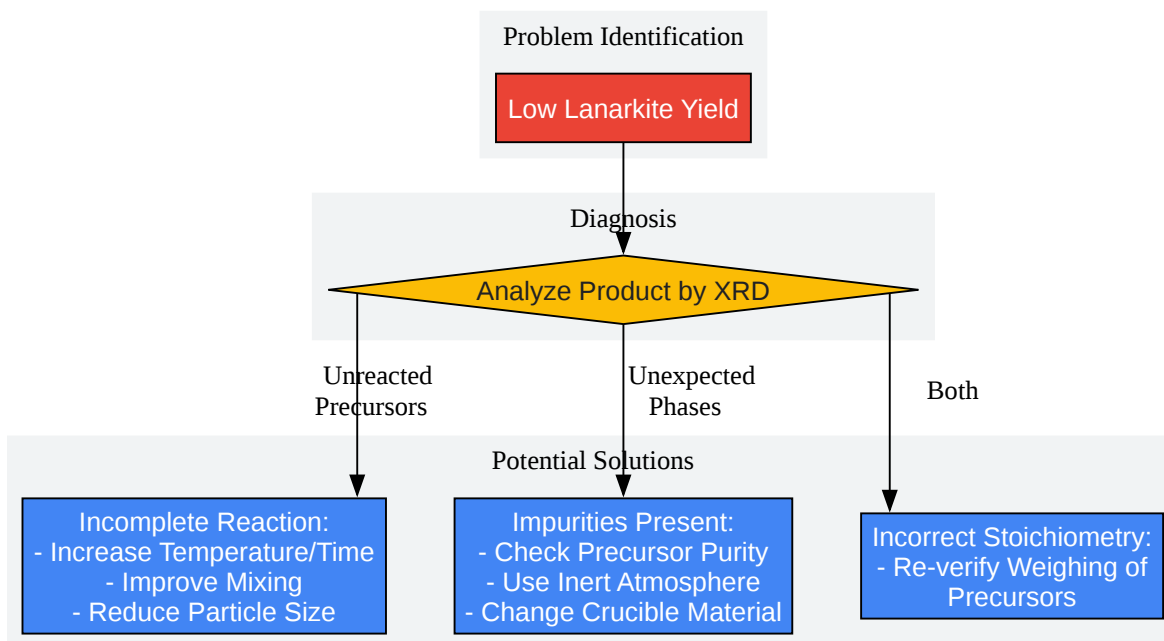 Problem Identification
Low Lanarkite Yield
Diagnosis
Analyze Product by XRD
Unreacted
Precursors
Unexpected
Phases
Both
Potential Solutions
Incomplete Reaction:
- Increase Temperature/Time
- Improve Mixing
- Reduce Particle Size
Impurities Present:
- Check Precursor Purity
- Use Inert Atmosphere
- Change Crucible Material
Incorrect Stoichiometry:
- Re-verify Weighing of
Precursors